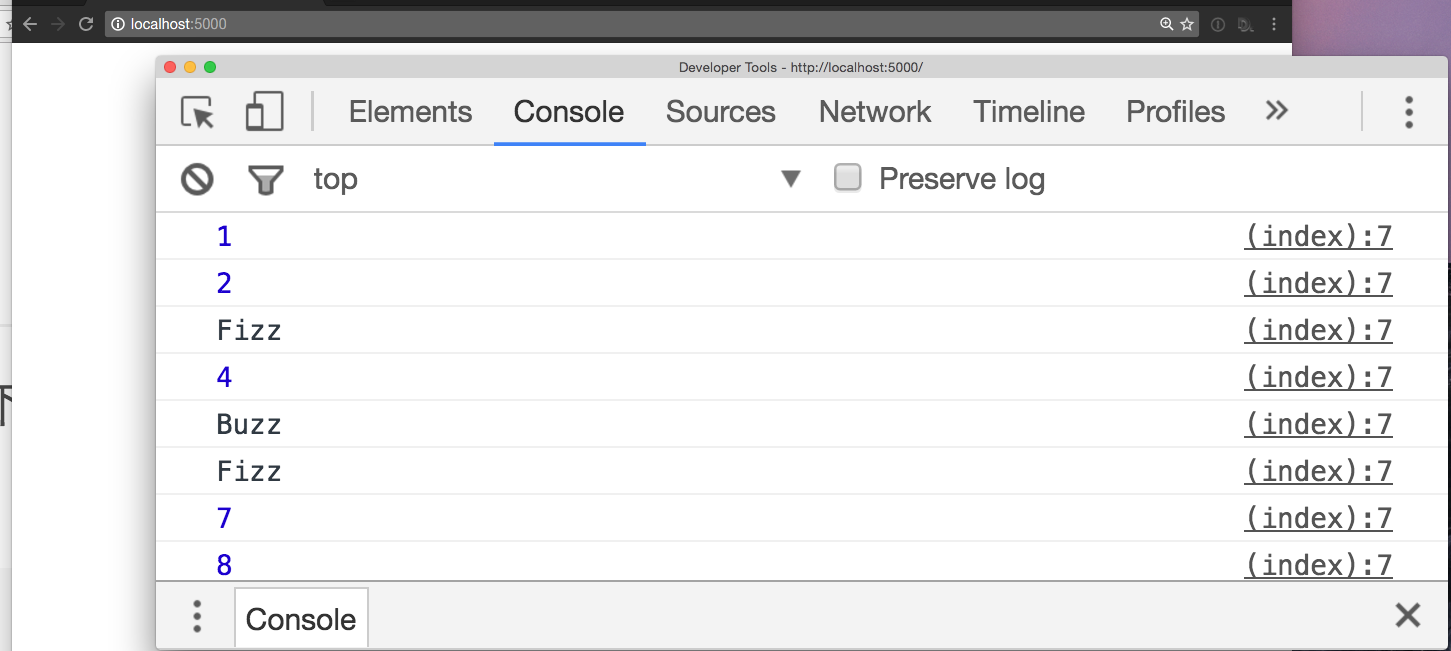 localhost:5000
Developer Tools - http://localhost:5000/
Elements Console Sources Network Timeline Profiles »
top Preserve log
1 (index):7
2 (index):7
Fizz (index):7
4 (index):7
Buzz (index):7
Fizz (index):7
7 (index):7
8 (index):7
Console